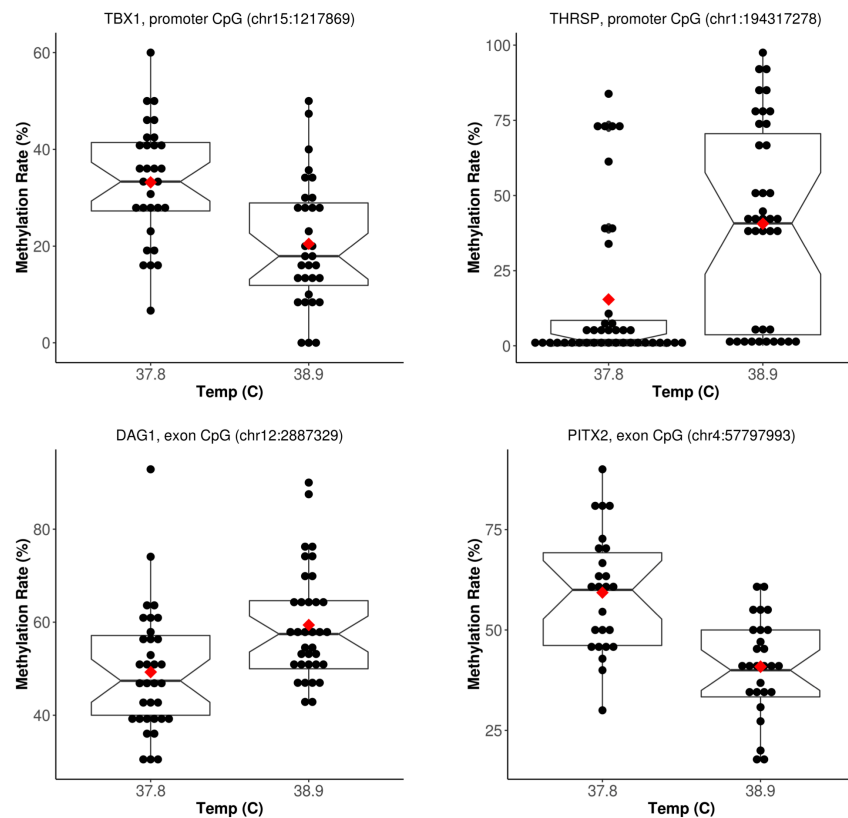 TBX1, promoter CpG (chr15:1217869)
Methylation Rate (%)
60
40
20
0
37.8
38.9
Temp (C)
THRSP, promoter CpG (chr1:194317278)
Methylation Rate (%)
100
75
50
25
0
37.8
38.9
Temp (C)
DAG1, exon CpG (chr12:2887329)
Methylation Rate (%)
80
60
40
37.8
38.9
Temp (C)
PITX2, exon CpG (chr4:57797993)
Methylation Rate (%)
75
50
25
37.8
38.9
Temp (C)